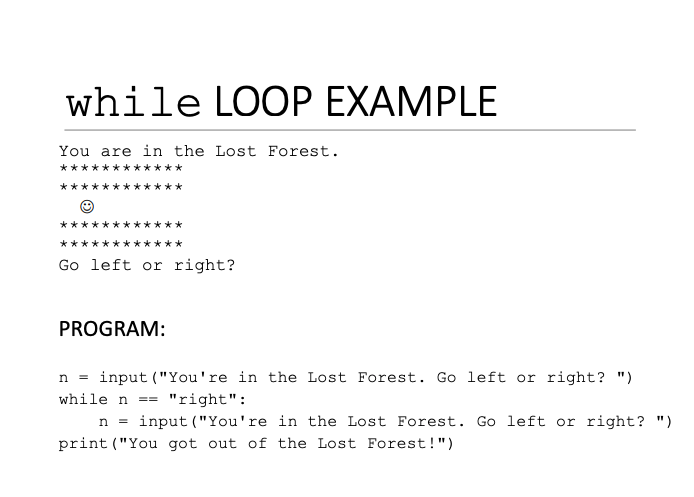 while LOOP EXAMPLE
You are in the Lost Forest.
************
************
☺
************
************
Go left or right?
PROGRAM:
n = input("You're in the Lost Forest. Go left or right? ")
while n == "right":
    n = input("You're in the Lost Forest. Go left or right? ")
print("You got out of the Lost Forest!")